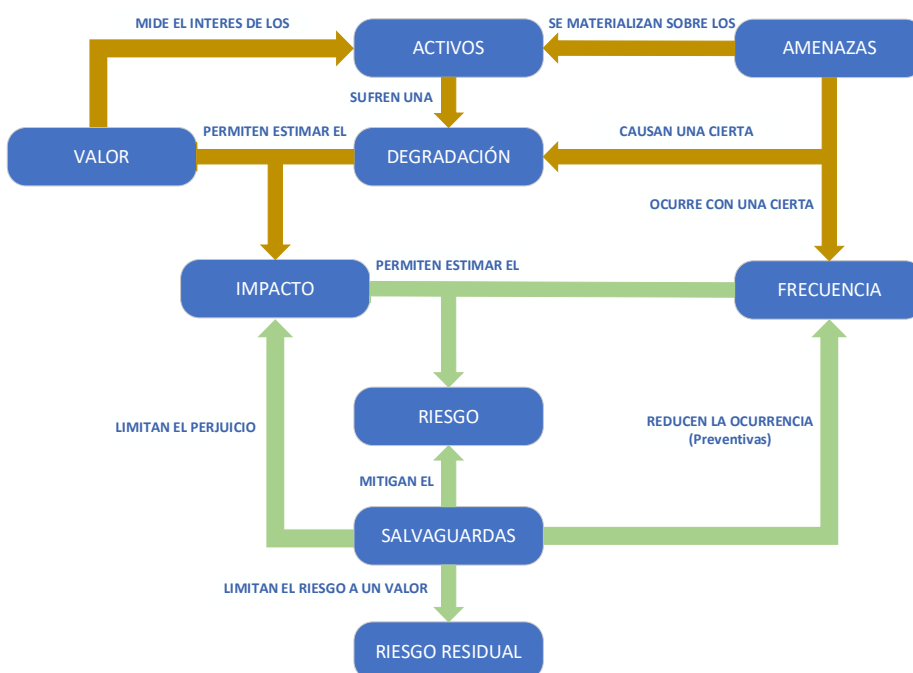 MIDE EL INTERES DE LOS
SE MATERIALIZAN SOBRE LOS
ACTIVOS
AMENAZAS
SUFREN UNA
PERMITEN ESTIMAR EL
CAUSAN UNA CIERTA
VALOR
DEGRADACIÓN
OCURRE CON UNA CIERTA
PERMITEN ESTIMAR EL
IMPACTO
FRECUENCIA
RIESGO
LIMITAN EL PERJUICIO
REDUCEN LA OCURRENCIA
(Preventivas)
MITIGAN EL
SALVAGUARDAS
LIMITAN EL RIESGO A UN VALOR
RIESGO RESIDUAL